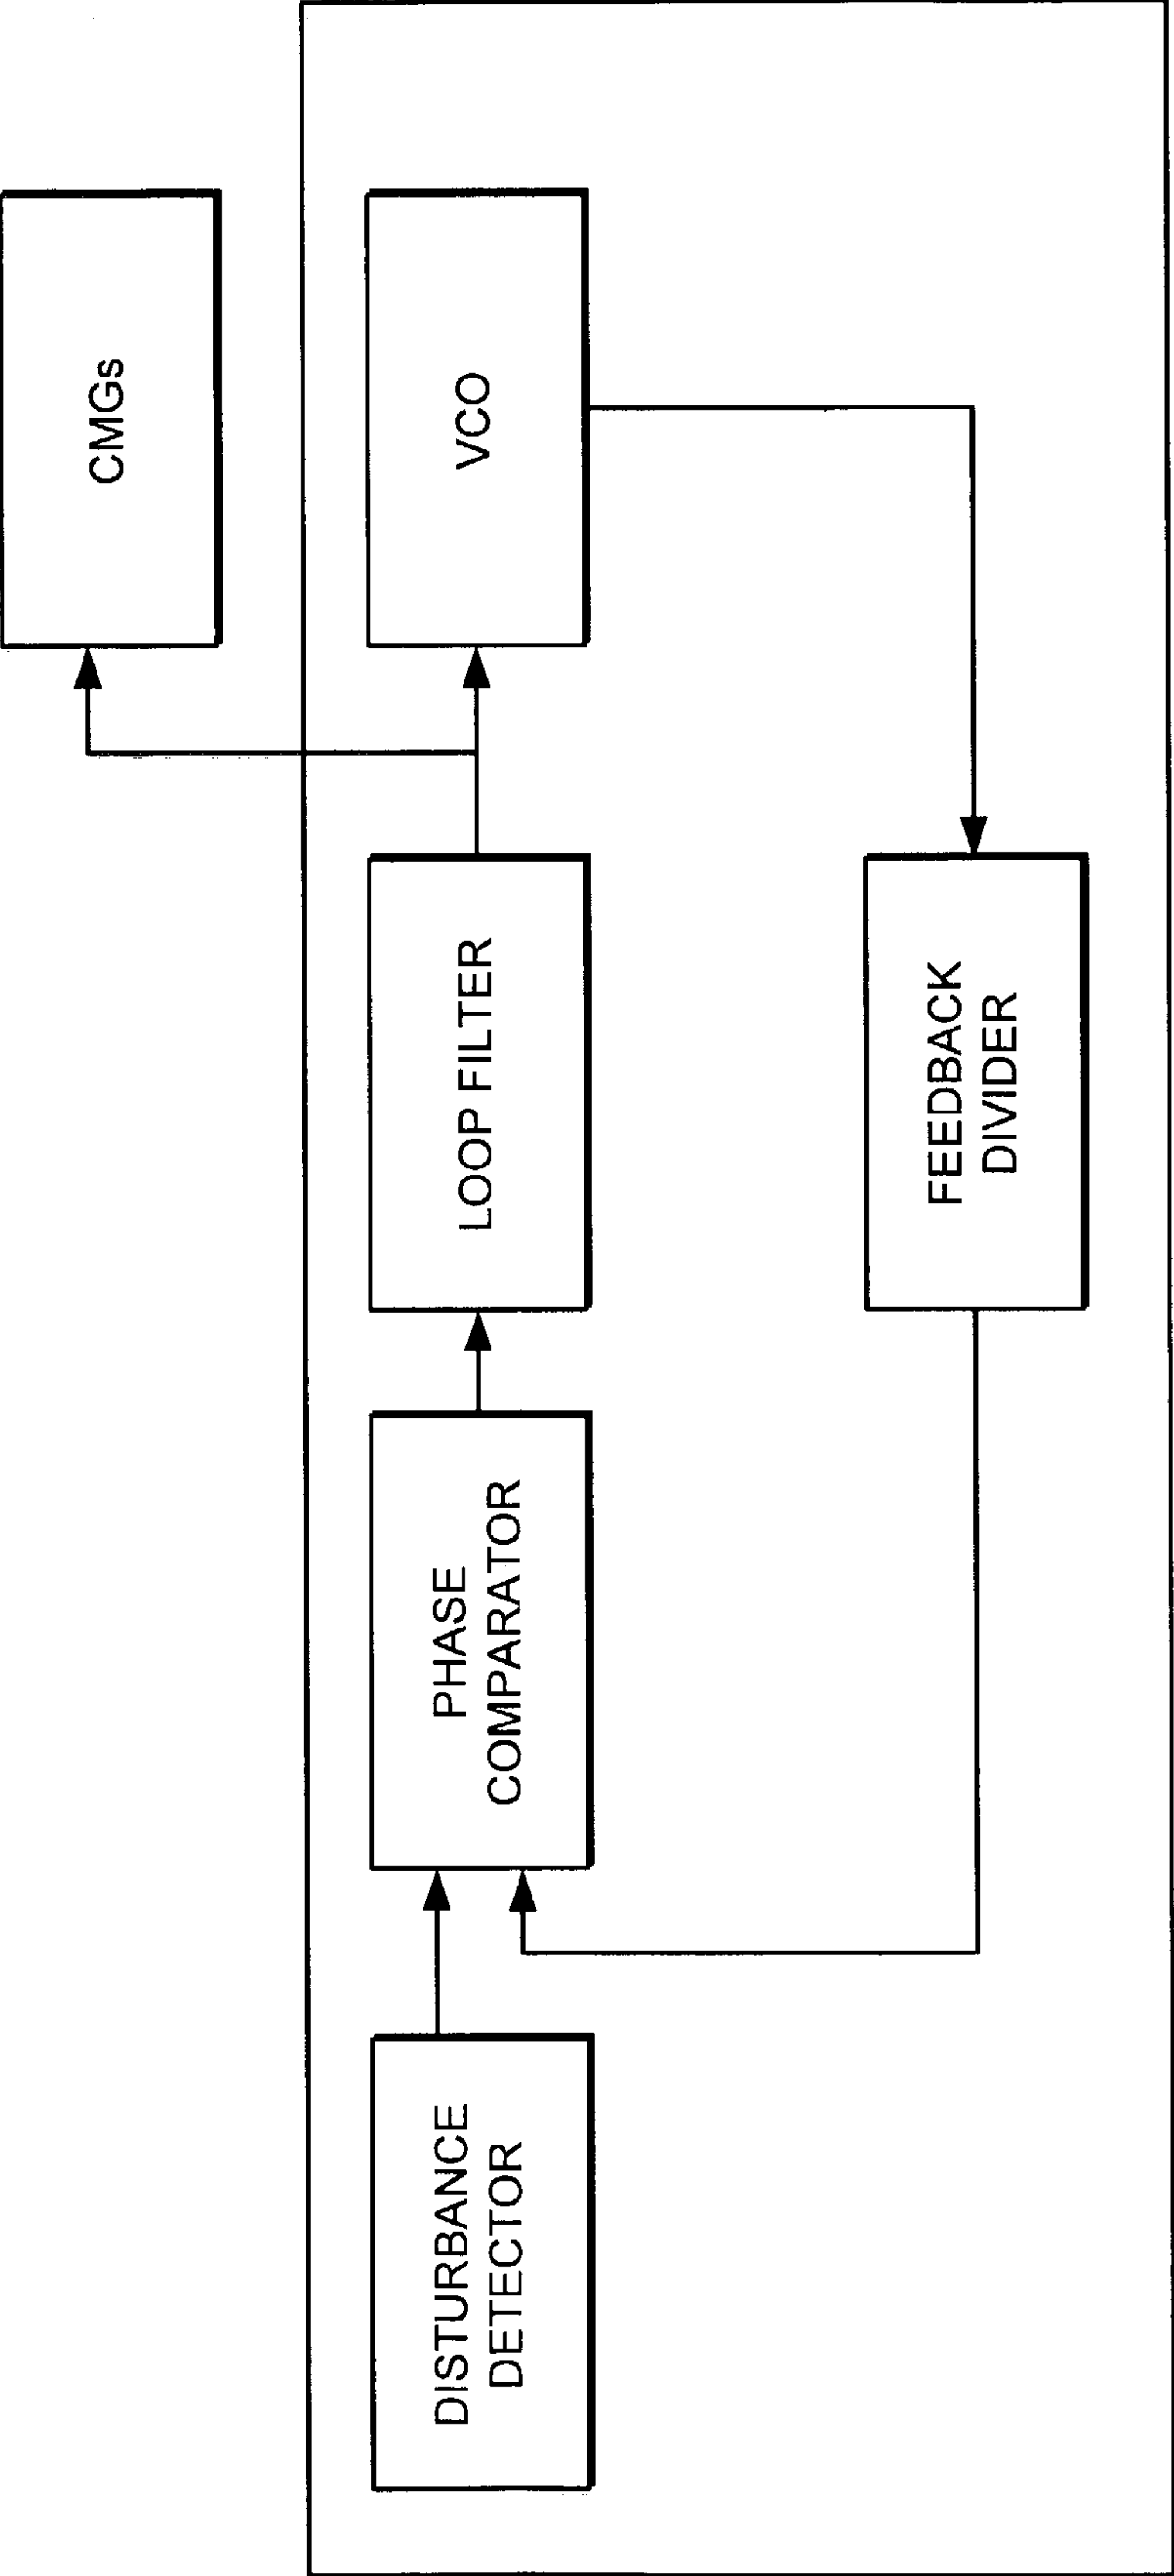 CMGs
DISTURBANCE
DETECTOR
PHASE
COMPARATOR
LOOP FILTER
VCO
FEEDBACK
DIVIDER